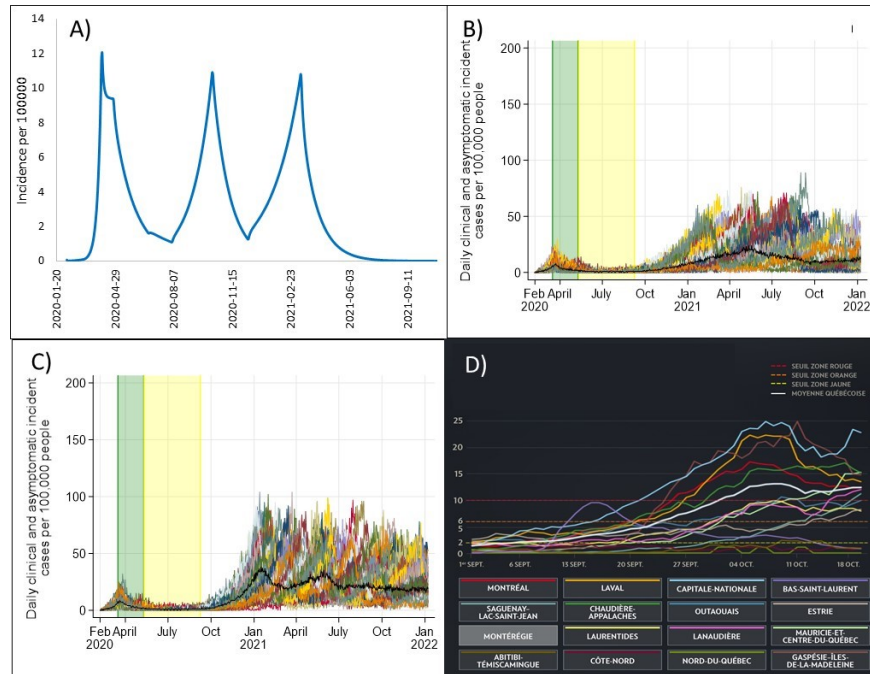 A)
Incidence per 100000
14
12
10
8
6
4
2
0
2020-01-20
2020-04-29
2020-08-07
2020-11-15
2021-02-23
2021-06-03
2021-09-11
B)
Daily clinical and asymptomatic incident
cases per 100,000 people
200
150
100
50
0
Feb April July Oct Jan April July Oct Jan
2020 2021 2022
C)
Daily clinical and asymptomatic incident
cases per 100,000 people
200
150
100
50
0
Feb April July Oct Jan April July Oct Jan
2020 2021 2022
D)
SEUIL ZONE ROUGE
SEUIL ZONE ORANGE
SEUIL ZONE JAUNE
MOYENNE QUÉBÉCOISE
25
20
15
10
6
5
2
0
1er SEPT. 6 SEPT. 13 SEPT. 20 SEPT. 27 SEPT. 04 OCT. 11 OCT. 18 OCT.
MONTRÉAL LAVAL CAPITALE-NATIONALE BAS-SAINT-LAURENT
SAGUENAY-
LAC-SAINT-JEAN
CHAUDIÈRE-
APPALACHES
OUTAOUAIS ESTRIE
MONTÉRÉGIE LAURENTIDES LANAUDIÈRE
MAURICIE-ET-
CENTRE-DU-QUÉBEC
ABITIBI-
TÉMISCAMINGUE
CÔTE-NORD NORD-DU-QUÉBEC
GASPÉSIE-ÎLES-
DE-LA-MADELEINE